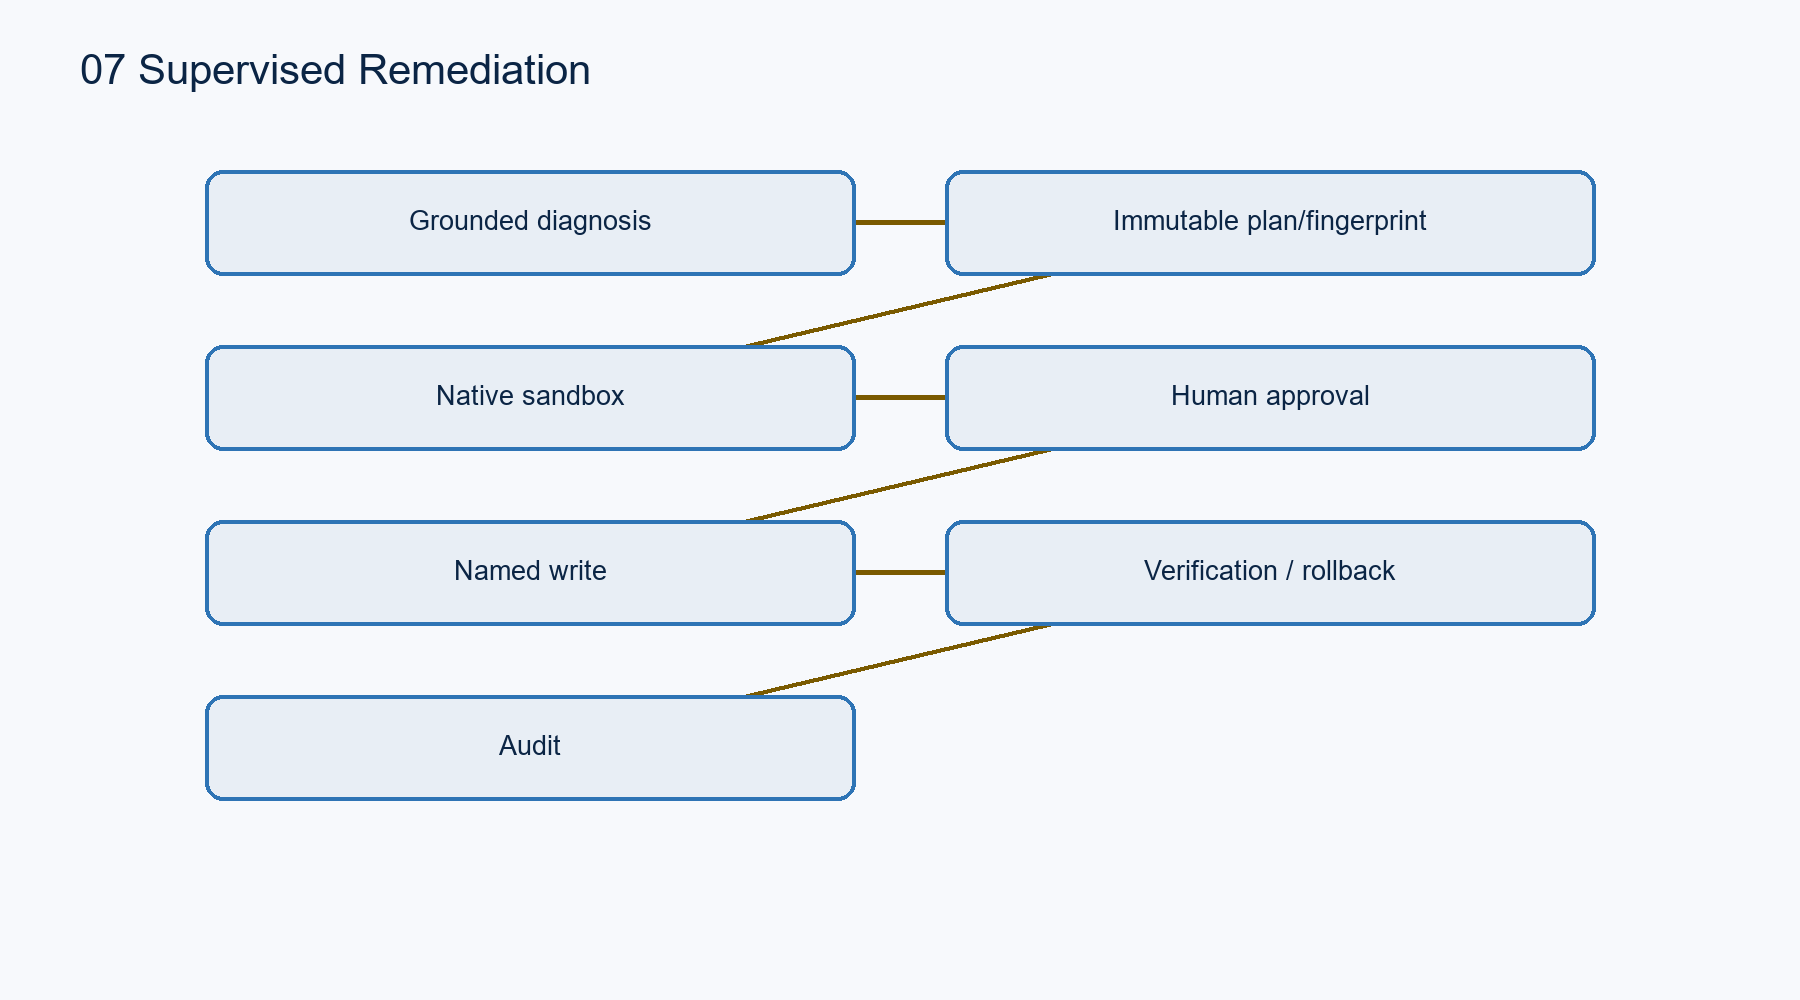 07 Supervised Remediation
Grounded diagnosis
Immutable plan/fingerprint
Native sandbox
Human approval
Named write
Verification / rollback
Audit